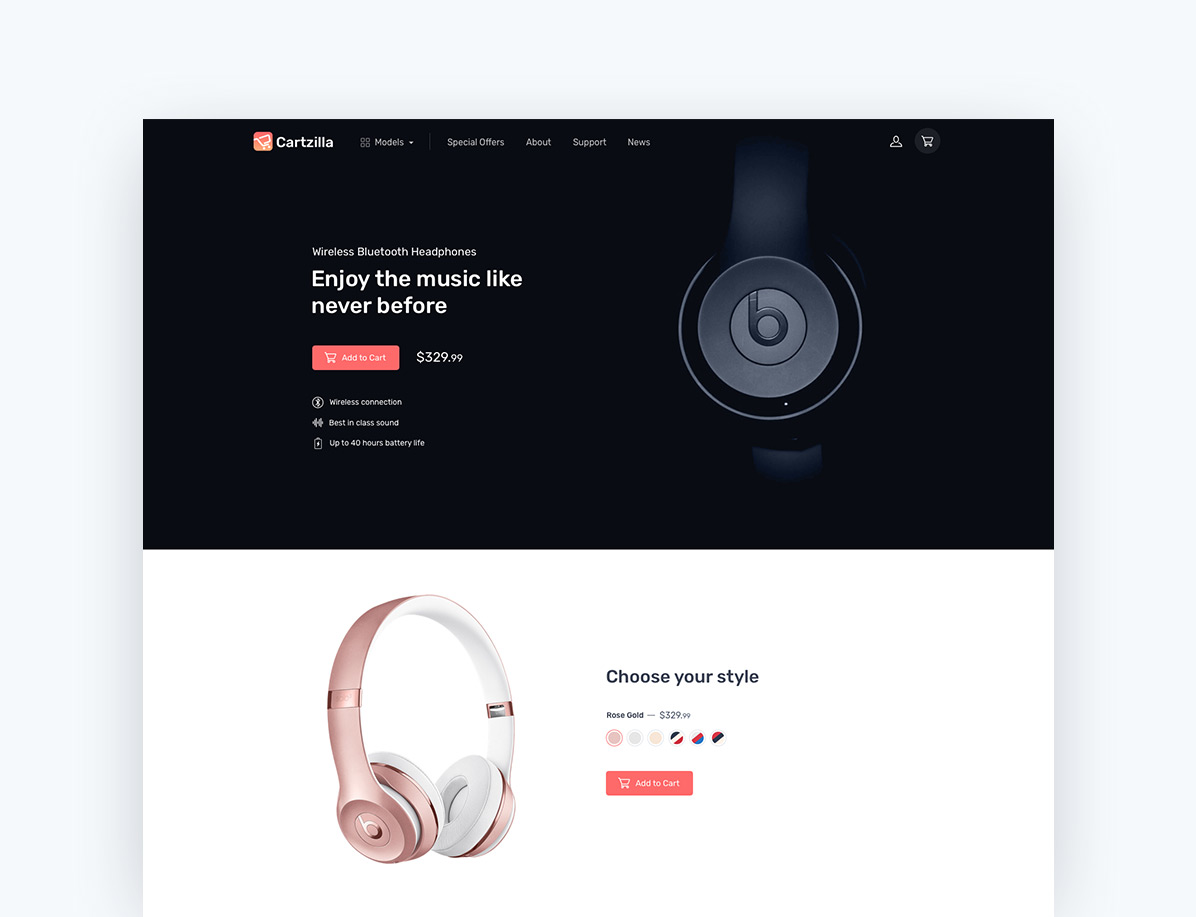 Cartzilla
Models
Special Offers
About
Support
News
Wireless Bluetooth Headphones
Enjoy the music like
never before
Add to Cart
$329.99
Wireless connection
Best in class sound
Up to 40 hours battery life
b
Choose your style
Rose Gold — $329.99
Add to Cart
b